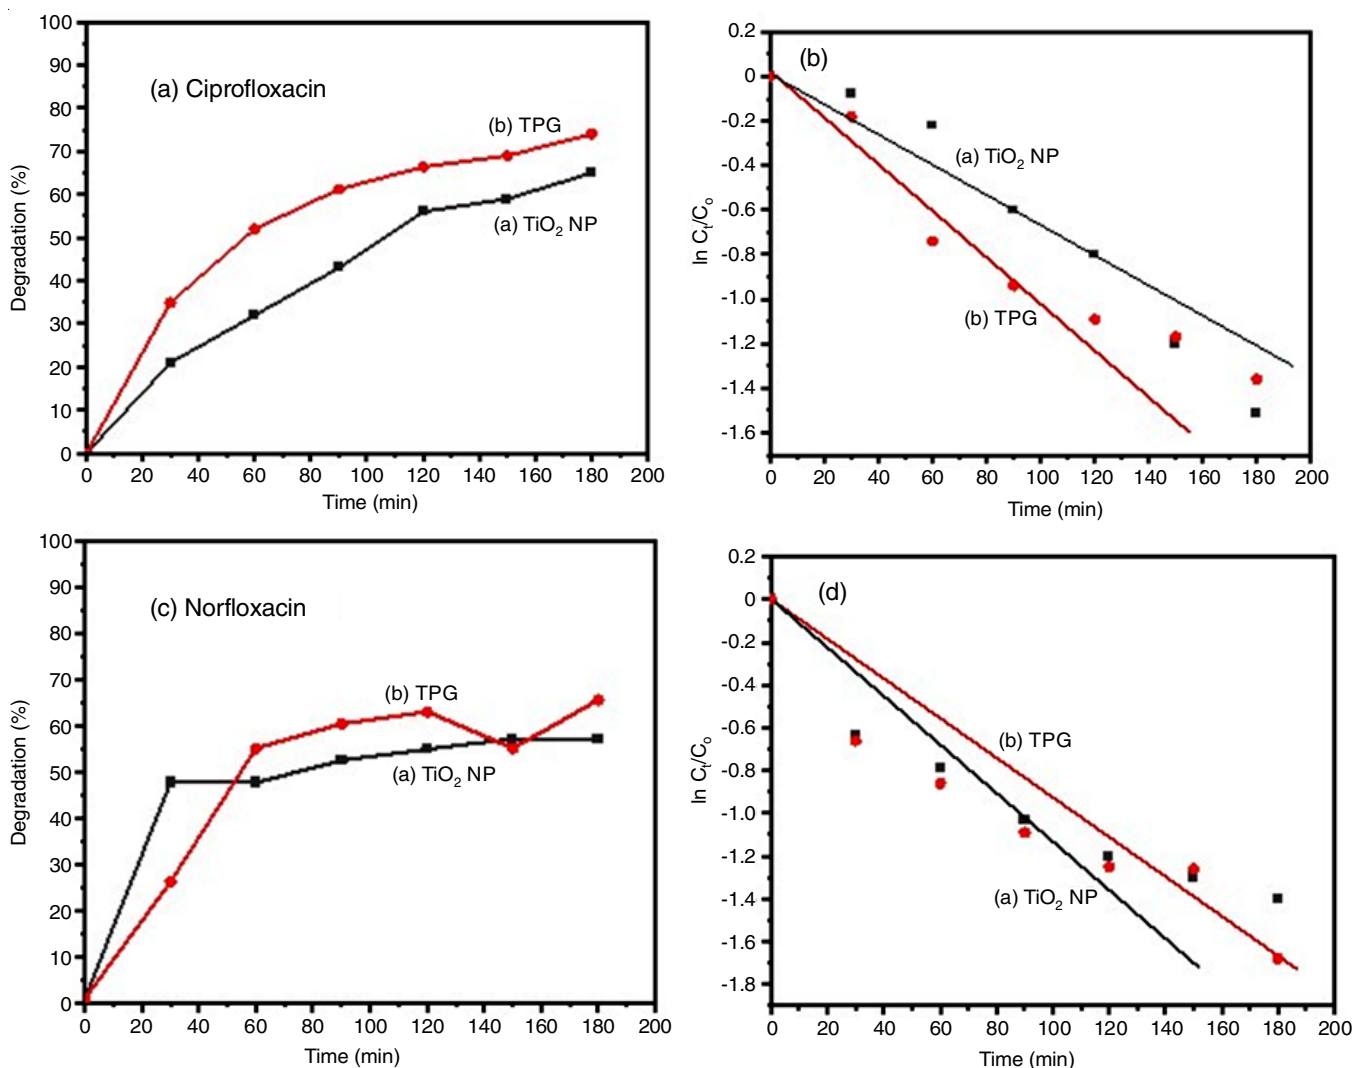 100
90
80
70
60
50
40
30
20
10
0
Degradation (%)
(a) Ciprofloxacin
(b) TPG
(a) TiO2 NP
0 20 40 60 80 100 120 140 160 180 200
Time (min)
0.2
0
-0.2
-0.4
-0.6
-0.8
-1.0
-1.2
-1.4
-1.6
ln Ct/Co
(b)
(a) TiO2 NP
(b) TPG
0 20 40 60 80 100 120 140 160 180 200
Time (min)
100
90
80
70
60
50
40
30
20
10
0
Degradation (%)
(c) Norfloxacin
(b) TPG
(a) TiO2 NP
0 20 40 60 80 100 120 140 160 180 200
Time (min)
0.2
0
-0.2
-0.4
-0.6
-0.8
-1.0
-1.2
-1.4
-1.6
-1.8
ln Ct/Co
(d)
(b) TPG
(a) TiO2 NP
0 20 40 60 80 100 120 140 160 180 200
Time (min)